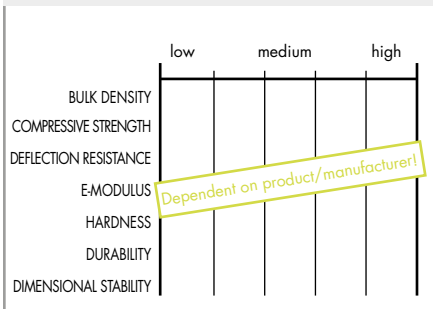 low medium high
BULK DENSITY
COMPRESSIVE STRENGTH
DEFLECTION RESISTANCE
E-MODULUS
Dependent on product/manufacturer!
HARDNESS
DURABILITY
DIMENSIONAL STABILITY